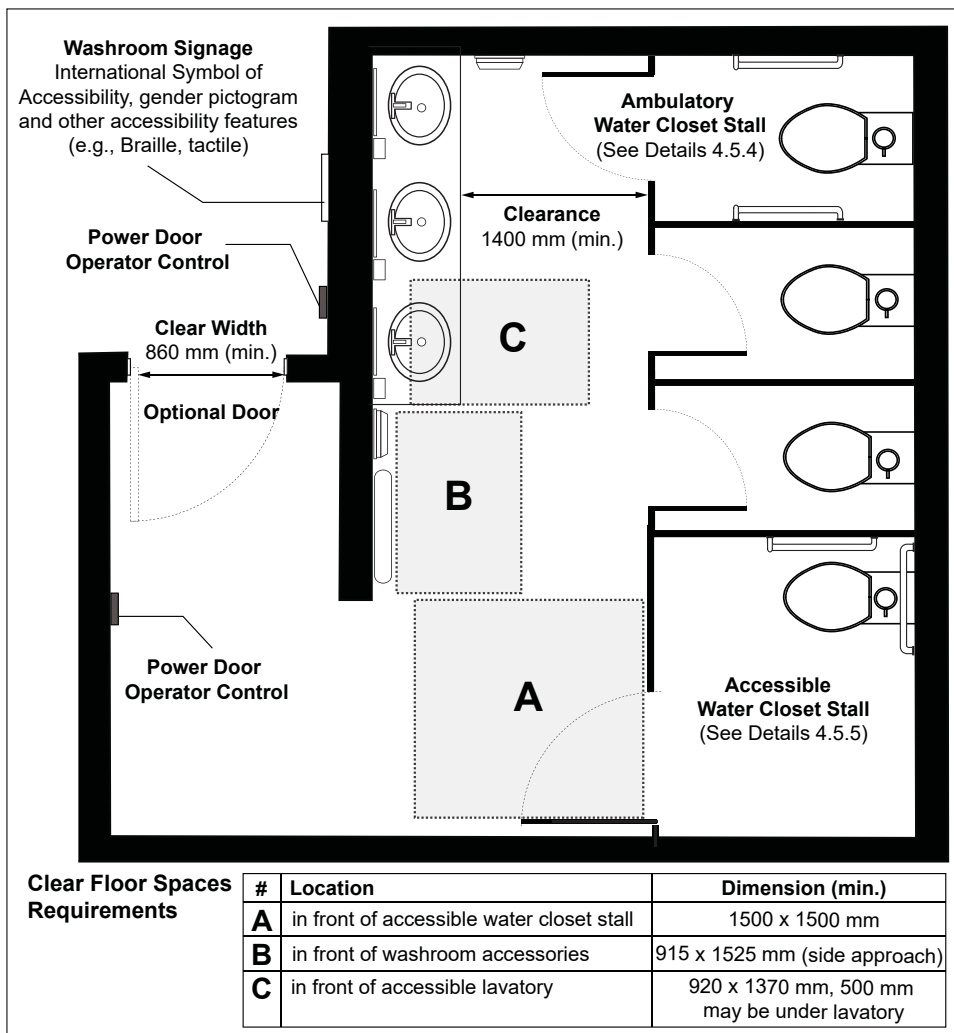 Washroom Signage
International Symbol of
Accessibility, gender pictogram
and other accessibility features
(e.g., Braille, tactile)
Ambulatory
Water Closet Stall
(See Details 4.5.4)
Clearance
1400 mm (min.)
Power Door
Operator Control
Clear Width
860 mm (min.)
Optional Door
C
B
Power Door
Operator Control
A
Accessible
Water Closet Stall
(See Details 4.5.5)
Clear Floor Spaces
Requirements
# Location Dimension (min.)
A in front of accessible water closet stall 1500 x 1500 mm
B in front of washroom accessories 915 x 1525 mm (side approach)
C in front of accessible lavatory 920 x 1370 mm, 500 mm
may be under lavatory